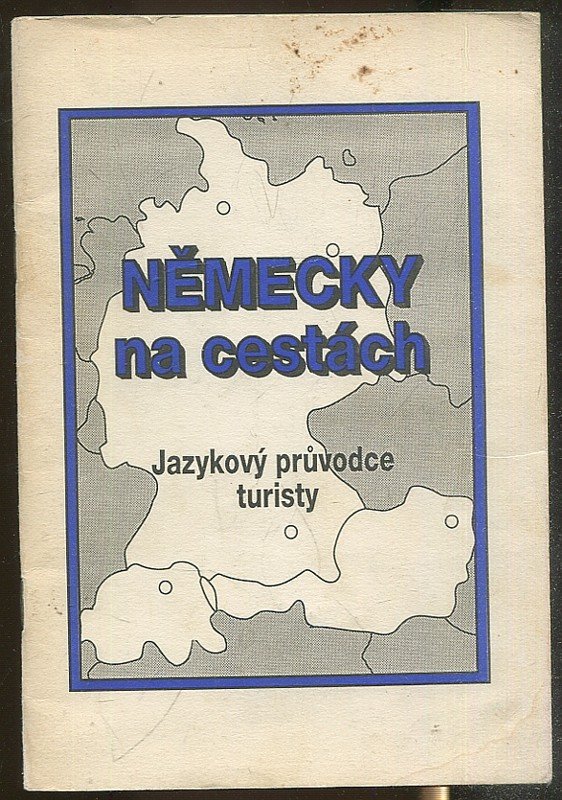 NĚMECKY
na cestách
Jazykový průvodce
turisty